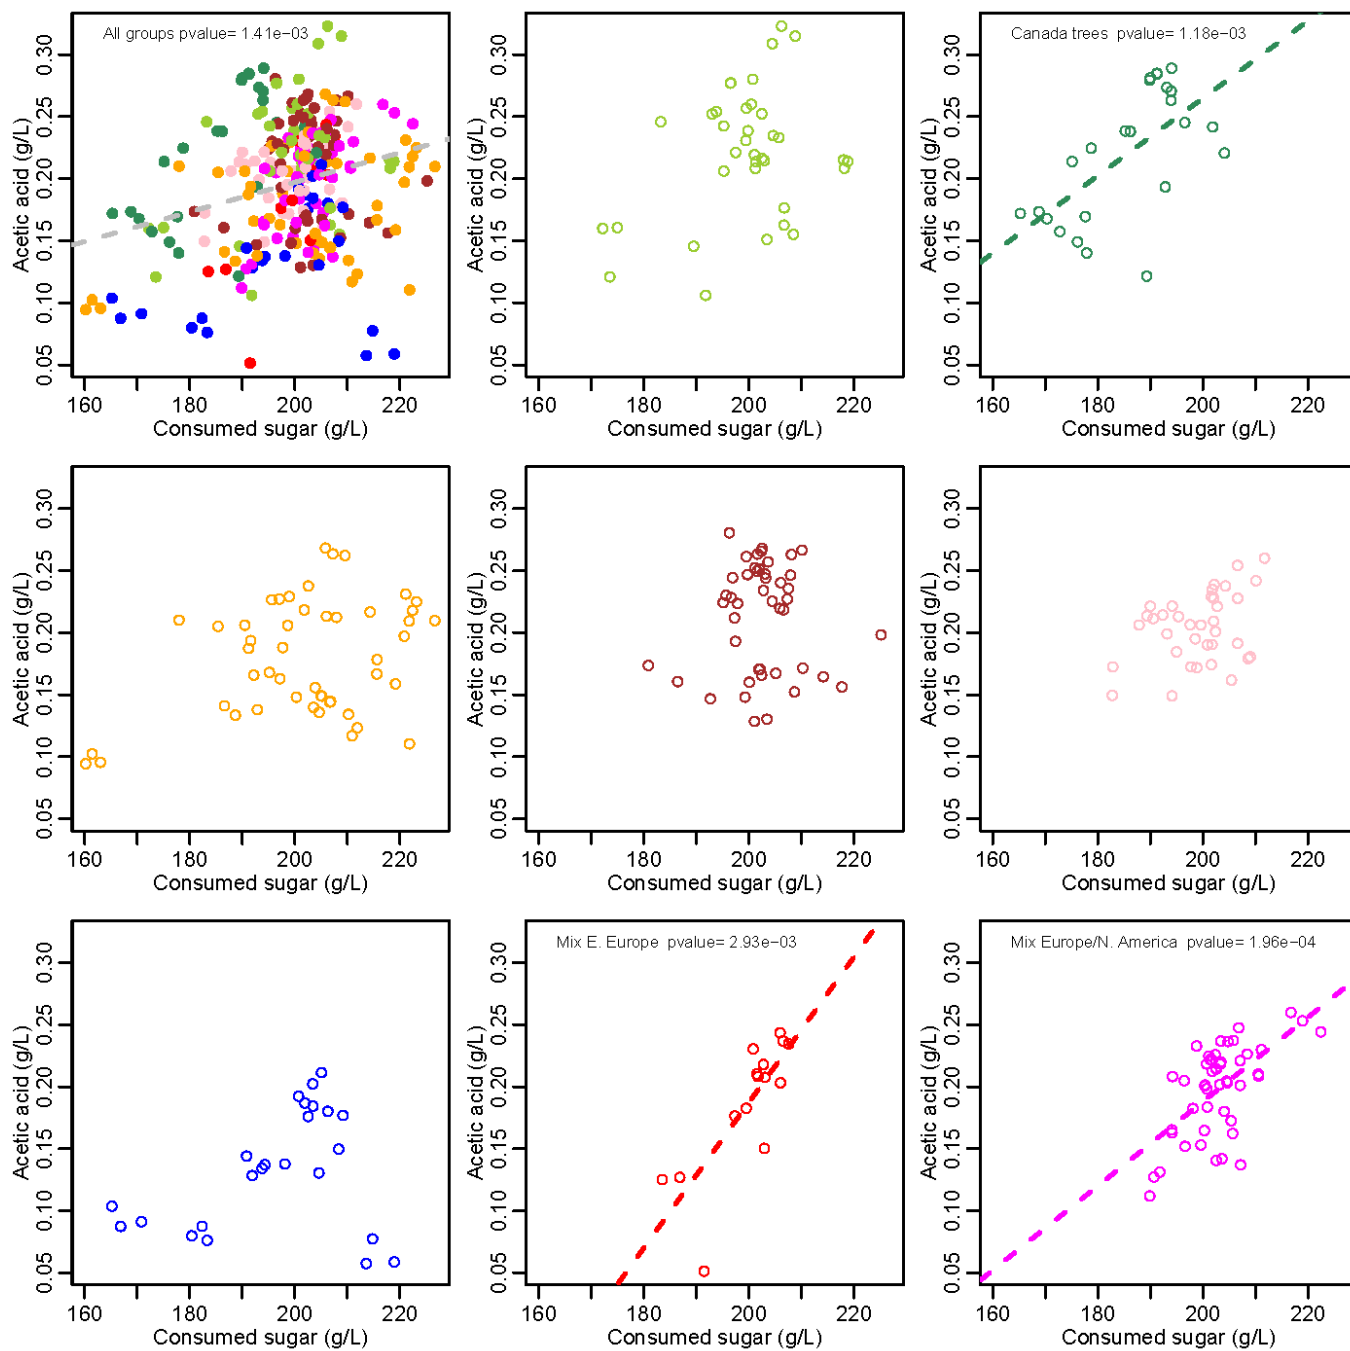 All groups pvalue= 1.41e−03
0.05 0.10 0.15 0.20 0.25 0.30
Acetic acid (g/L)
160 180 200 220
Consumed sugar (g/L)
0.05 0.10 0.15 0.20 0.25 0.30
Acetic acid (g/L)
160 180 200 220
Consumed sugar (g/L)
Canada trees pvalue= 1.18e−03
0.05 0.10 0.15 0.20 0.25 0.30
Acetic acid (g/L)
160 180 200 220
Consumed sugar (g/L)
0.05 0.10 0.15 0.20 0.25 0.30
Acetic acid (g/L)
160 180 200 220
Consumed sugar (g/L)
0.05 0.10 0.15 0.20 0.25 0.30
Acetic acid (g/L)
160 180 200 220
Consumed sugar (g/L)
0.05 0.10 0.15 0.20 0.25 0.30
Acetic acid (g/L)
160 180 200 220
Consumed sugar (g/L)
0.05 0.10 0.15 0.20 0.25 0.30
Acetic acid (g/L)
160 180 200 220
Consumed sugar (g/L)
Mix E. Europe pvalue= 2.93e−03
0.05 0.10 0.15 0.20 0.25 0.30
Acetic acid (g/L)
160 180 200 220
Consumed sugar (g/L)
Mix Europe/N. America pvalue= 1.96e−04
0.05 0.10 0.15 0.20 0.25 0.30
Acetic acid (g/L)
160 180 200 220
Consumed sugar (g/L)